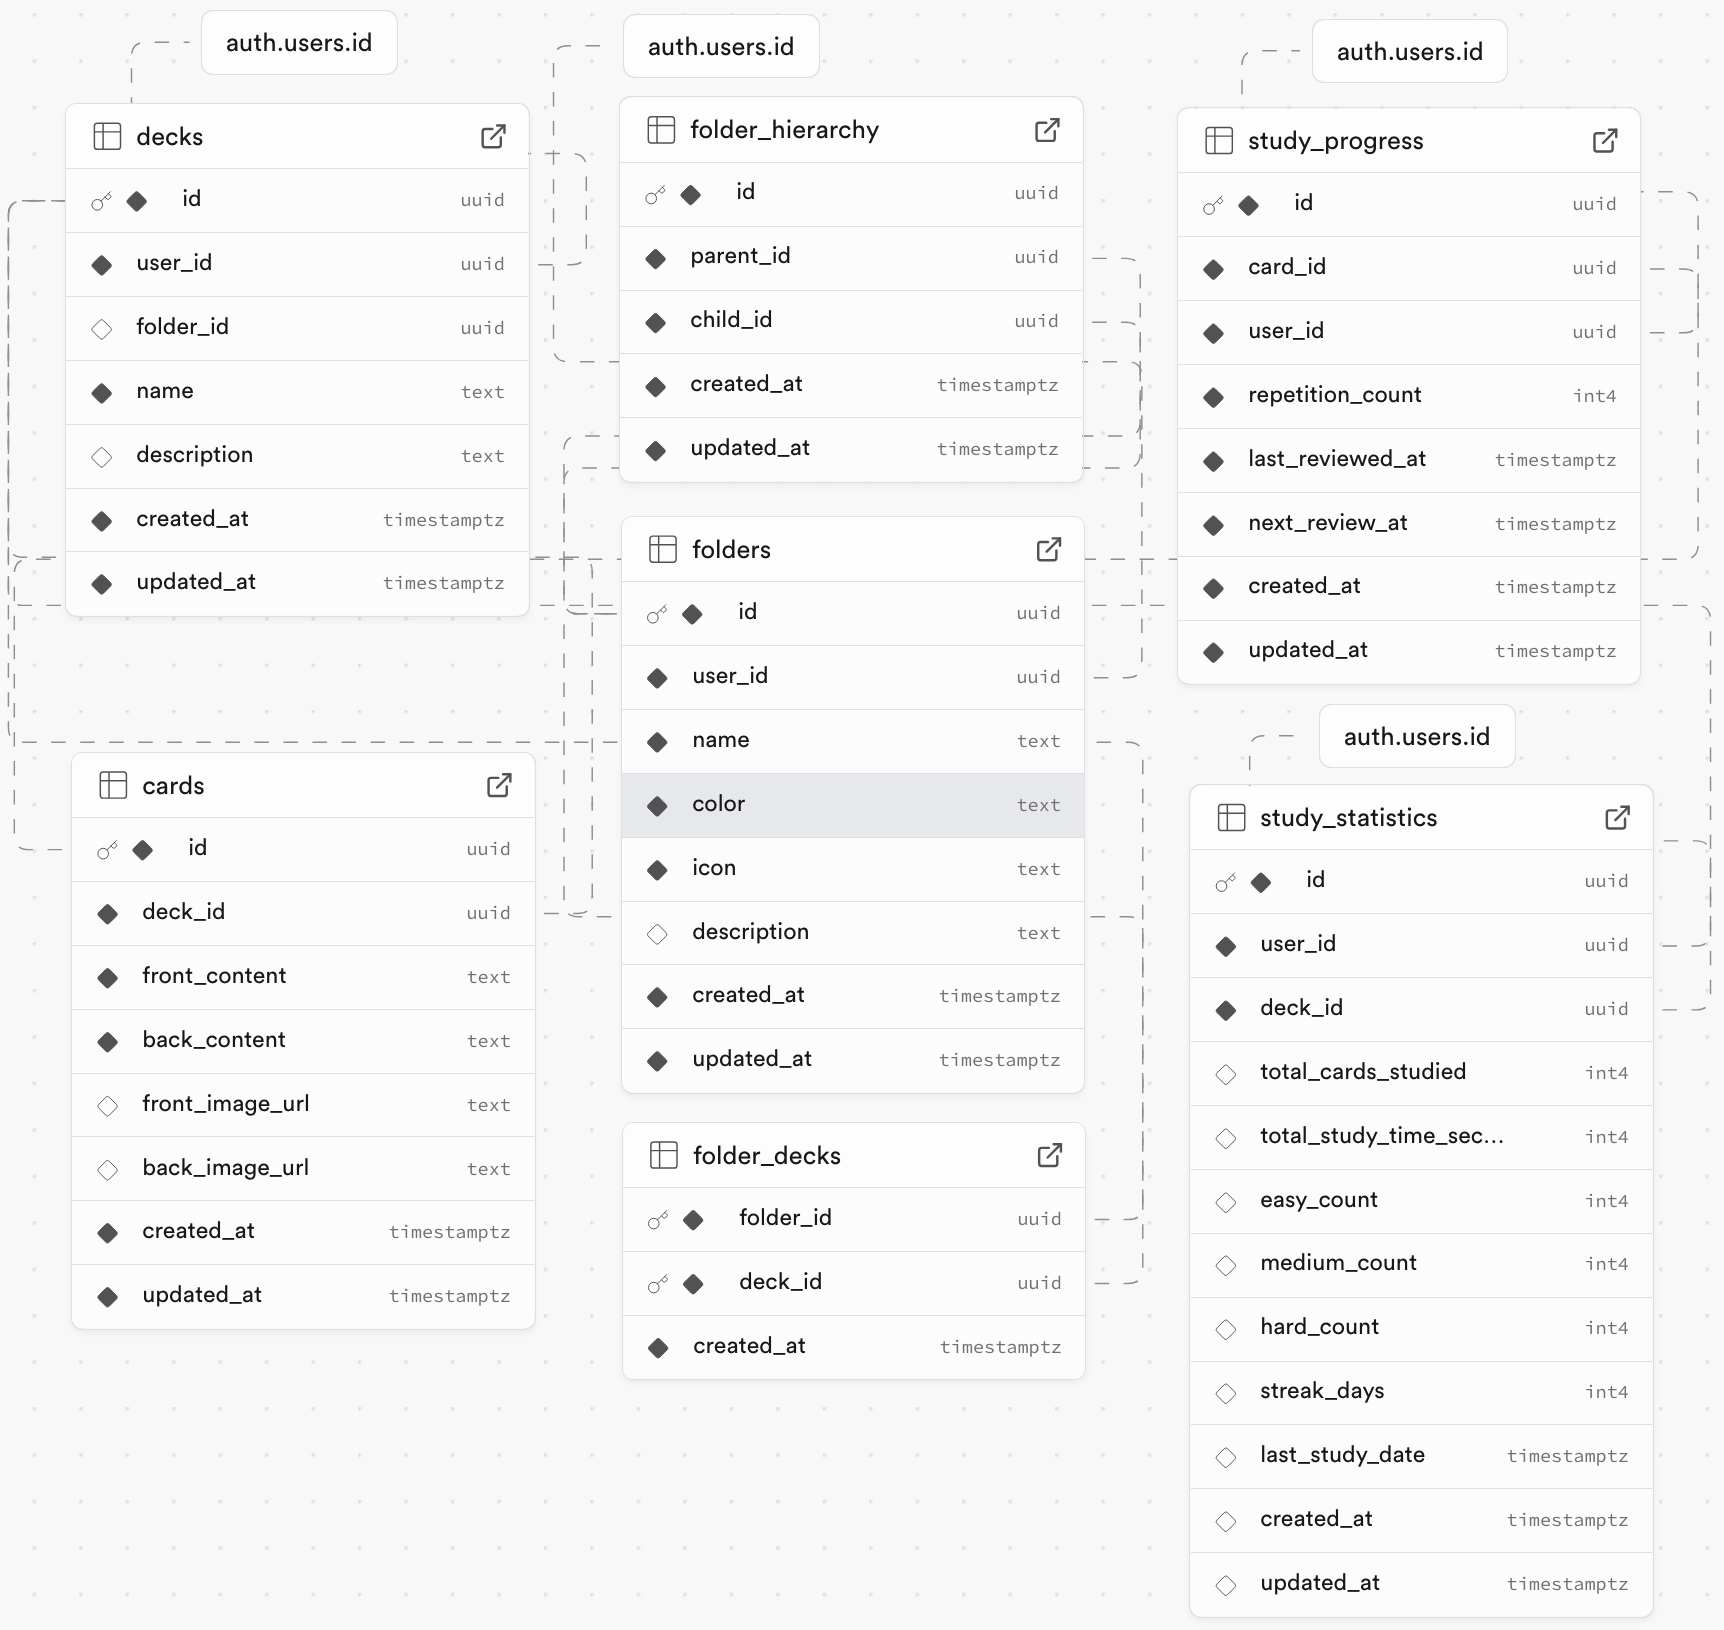 auth.users.id
decks
id uuid
user_id uuid
folder_id uuid
name text
description text
created_at timestamptz
updated_at timestamptz
cards
id uuid
deck_id uuid
front_content text
back_content text
front_image_url text
back_image_url text
created_at timestamptz
updated_at timestamptz
auth.users.id
folder_hierarchy
id uuid
parent_id uuid
child_id uuid
created_at timestamptz
updated_at timestamptz
folders
id uuid
user_id uuid
name text
color text
icon text
description text
created_at timestamptz
updated_at timestamptz
folder_decks
folder_id uuid
deck_id uuid
created_at timestamptz
auth.users.id
study_progress
id uuid
card_id uuid
user_id uuid
repetition_count int4
last_reviewed_at timestamptz
next_review_at timestamptz
created_at timestamptz
updated_at timestamptz
auth.users.id
study_statistics
id uuid
user_id uuid
deck_id uuid
total_cards_studied int4
total_study_time_sec... int4
easy_count int4
medium_count int4
hard_count int4
streak_days int4
last_study_date timestamptz
created_at timestamptz
updated_at timestamptz